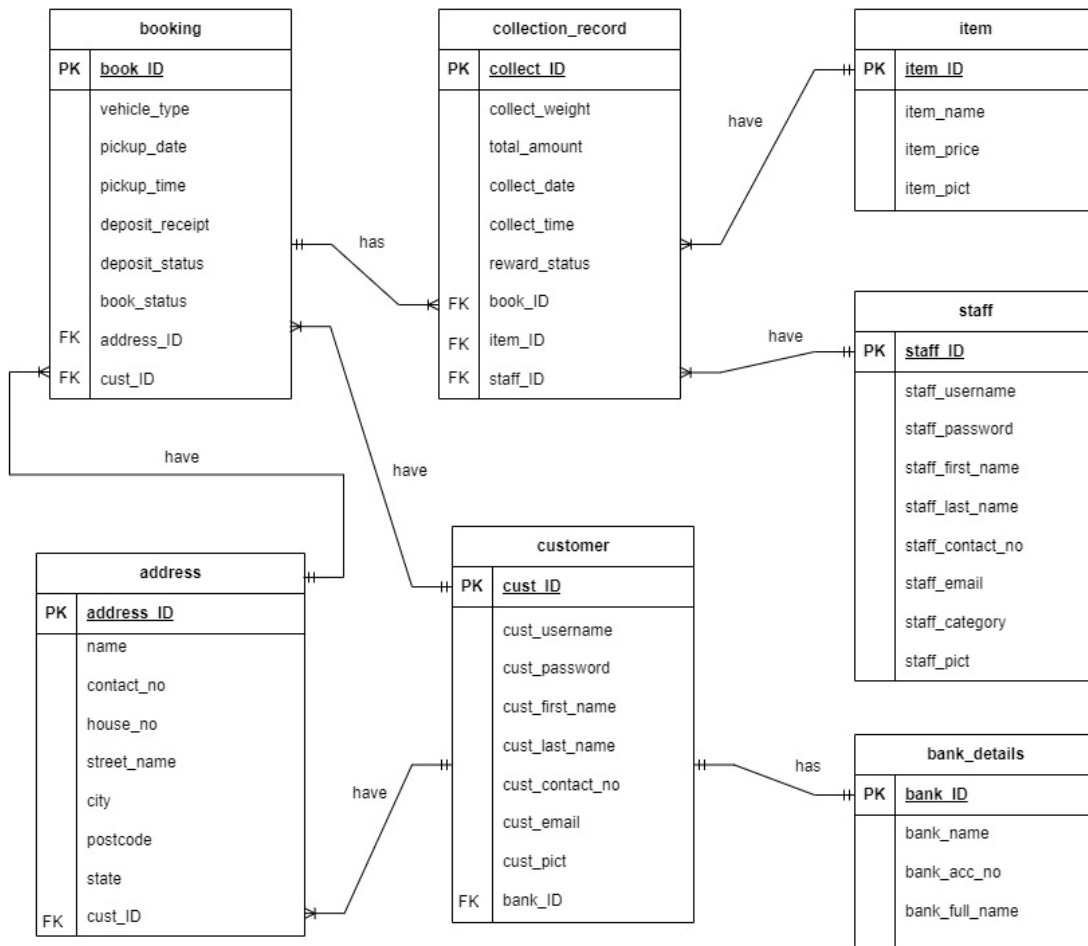 booking
PK book_ID
vehicle_type
pickup_date
pickup_time
deposit_receipt
deposit_status
book_status
FK address_ID
FK cust_ID
collection_record
PK collect_ID
collect_weight
total_amount
collect_date
collect_time
reward_status
FK book_ID
FK item_ID
FK staff_ID
item
PK item_ID
item_name
item_price
item_pict
have
has
staff
PK staff_ID
staff_username
staff_password
staff_first_name
staff_last_name
staff_contact_no
staff_email
staff_category
staff_pict
have
have
have
address
PK address_ID
name
contact_no
house_no
street_name
city
postcode
state
FK cust_ID
customer
PK cust_ID
cust_username
cust_password
cust_first_name
cust_last_name
cust_contact_no
cust_email
cust_pict
FK bank_ID
have
has
bank_details
PK bank_ID
bank_name
bank_acc_no
bank_full_name